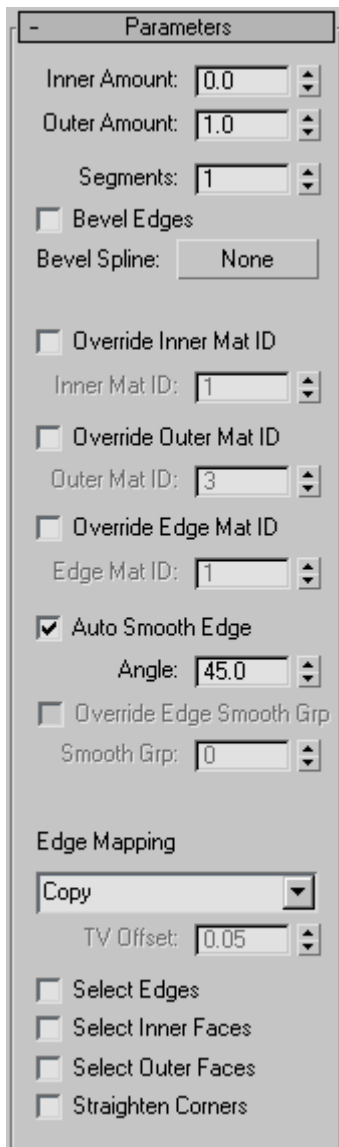 - Parameters
Inner Amount: 0.0
Outer Amount: 1.0
Segments: 1
Bevel Edges
Bevel Spline: None
Override Inner Mat ID
Inner Mat ID: 1
Override Outer Mat ID
Outer Mat ID: 3
Override Edge Mat ID
Edge Mat ID: 1
Auto Smooth Edge
Angle: 45.0
Override Edge Smooth Grp
Smooth Grp: 0
Edge Mapping
Copy
TV Offset: 0.05
Select Edges
Select Inner Faces
Select Outer Faces
Straighten Corners